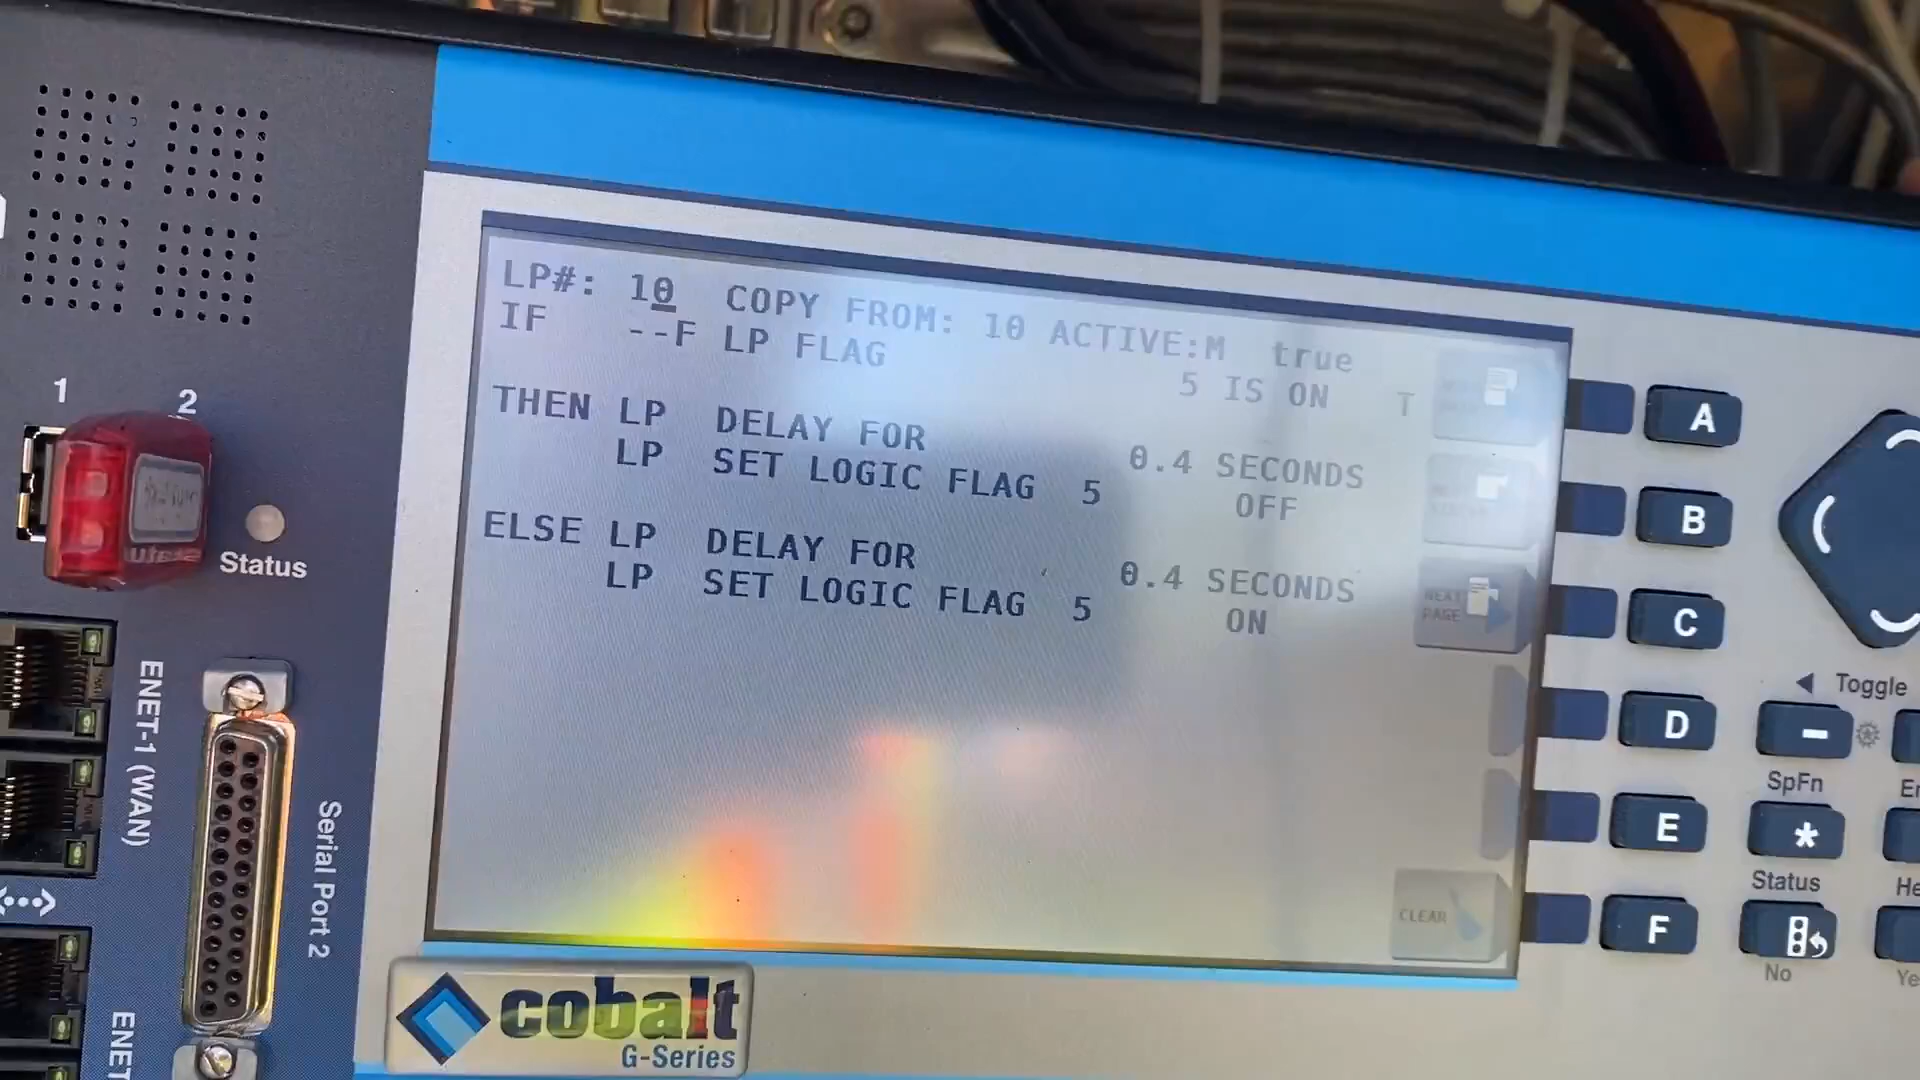 LP#: 10 COPY FROM: 10 ACTIVE:M true
IF --F LP FLAG 5 IS ON T
THEN LP DELAY FOR 0.4 SECONDS
LP SET LOGIC FLAG 5 OFF
ELSE LP DELAY FOR 0.4 SECONDS
LP SET LOGIC FLAG 5 ON
NEXT
PAGE
CLEAR
A
B
C
D
E
F
Toggle
-
SpFn
*
Status
No
1
2
Status
ENET-1 (WAN)
Serial Port 2
ENET
cobalt
G-Series